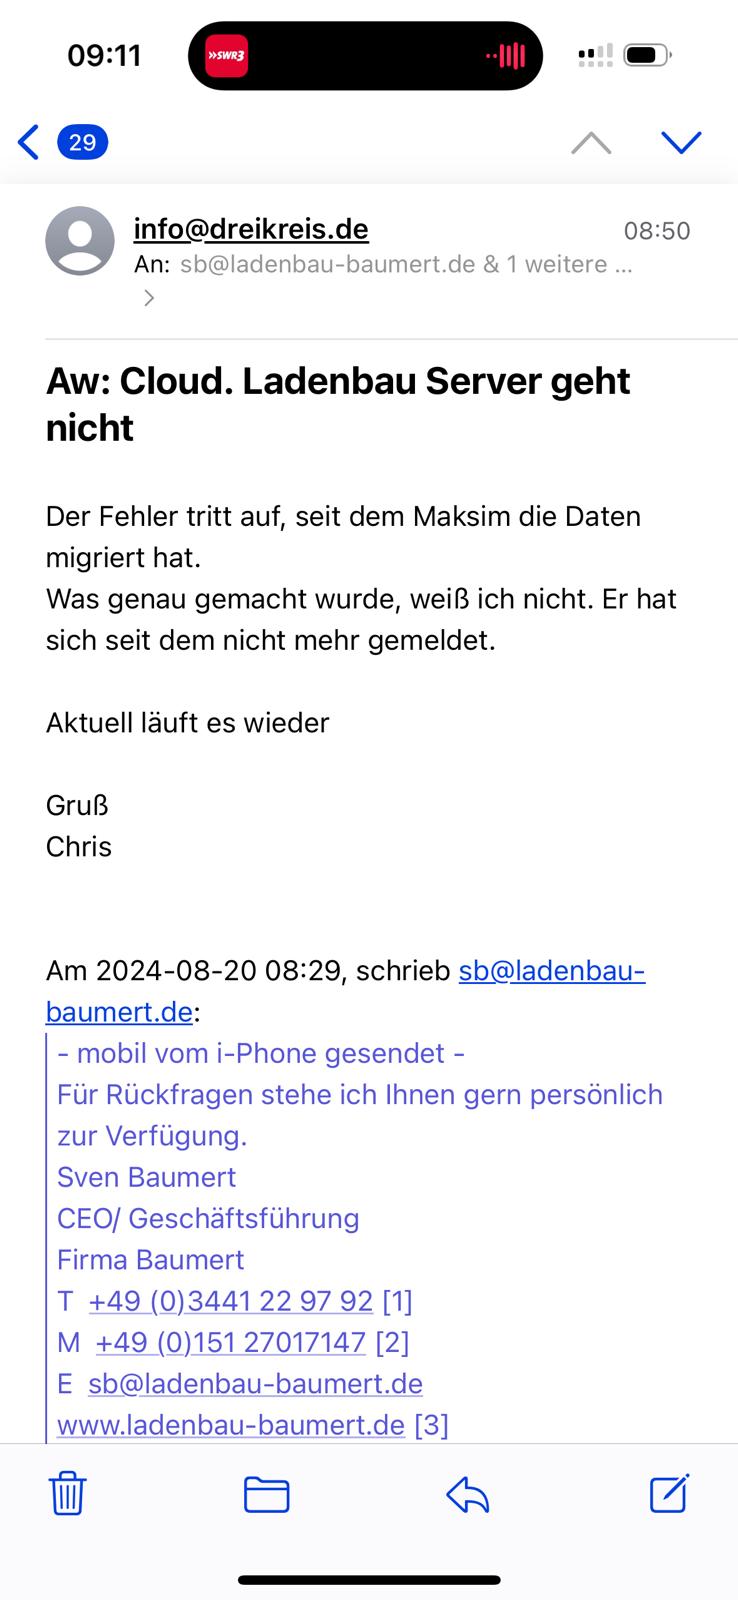 09:11
»SWR3
29
info@dreikreis.de
08:50
An: sb@ladenbau-baumert.de & 1 weitere ...
Aw: Cloud. Ladenbau Server geht
nicht
Der Fehler tritt auf, seit dem Maksim die Daten
migriert hat.
Was genau gemacht wurde, weiß ich nicht. Er hat
sich seit dem nicht mehr gemeldet.
Aktuell läuft es wieder
Gruß
Chris
Am 2024-08-20 08:29, schrieb sb@ladenbau-
baumert.de:
- mobil vom i-Phone gesendet -
Für Rückfragen stehe ich Ihnen gern persönlich
zur Verfügung.
Sven Baumert
CEO/ Geschäftsführung
Firma Baumert
T +49 (0)3441 22 97 92 [1]
M +49 (0)151 27017147 [2]
E sb@ladenbau-baumert.de
www.ladenbau-baumert.de [3]